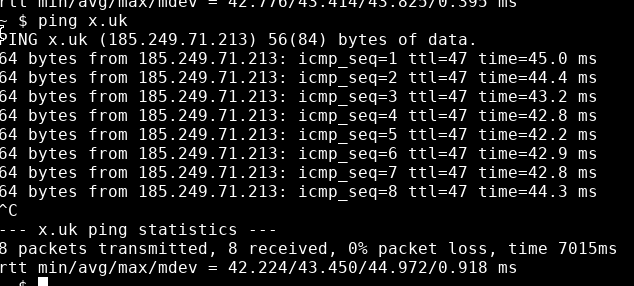 rtt min/avg/max/mdev = 42.776/43.414/43.825/0.395 ms
~ $ ping x.uk
PING x.uk (185.249.71.213) 56(84) bytes of data.
64 bytes from 185.249.71.213: icmp_seq=1 ttl=47 time=45.0 ms
64 bytes from 185.249.71.213: icmp_seq=2 ttl=47 time=44.4 ms
64 bytes from 185.249.71.213: icmp_seq=3 ttl=47 time=43.2 ms
64 bytes from 185.249.71.213: icmp_seq=4 ttl=47 time=42.8 ms
64 bytes from 185.249.71.213: icmp_seq=5 ttl=47 time=42.2 ms
64 bytes from 185.249.71.213: icmp_seq=6 ttl=47 time=42.9 ms
64 bytes from 185.249.71.213: icmp_seq=7 ttl=47 time=42.8 ms
64 bytes from 185.249.71.213: icmp_seq=8 ttl=47 time=44.3 ms
^C
--- x.uk ping statistics ---
8 packets transmitted, 8 received, 0% packet loss, time 7015ms
rtt min/avg/max/mdev = 42.224/43.450/44.972/0.918 ms
~ $